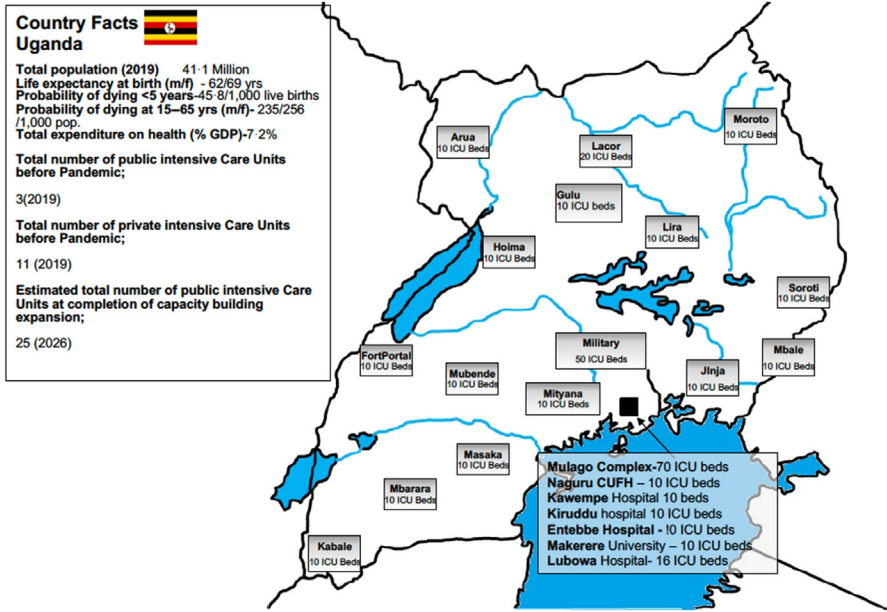 Country Facts
Uganda
Total population (2019) 41·1 Million
Life expectancy at birth (m/f) - 62/69 yrs
Probability of dying <5 years-45·8/1,000 live births
Probability of dying at 15–65 yrs (m/f)- 235/256
/1,000 pop.
Total expenditure on health (% GDP)-7·2%
Total number of public intensive Care Units
before Pandemic;
3(2019)
Total number of private intensive Care Units
before Pandemic;
11 (2019)
Estimated total number of public intensive Care
Units at completion of capacity building
expansion;
25 (2026)
Arua
10 ICU Beds
Lacor
20 ICU Beds
Moroto
10 ICU Beds
Gulu
10 ICU beds
Lira
10 ICU Beds
Hoima
10 ICU Beds
Soroti
10 ICU Beds
FortPortal
10 ICU Beds
Mubende
10 ICU Beds
Military
50 ICU Beds
Mityana
10 ICU Beds
JInja
10 ICU Beds
Mbale
10 ICU Beds
Masaka
10 ICU Beds
Mbarara
10 ICU Beds
Kabale
10 ICU Beds
Mulago Complex-70 ICU beds
Naguru CUFH – 10 ICU beds
Kawempe Hospital 10 beds
Kiruddu hospital 10 ICU beds
Entebbe Hospital - !0 ICU beds
Makerere University – 10 ICU beds
Lubowa Hospital- 16 ICU beds